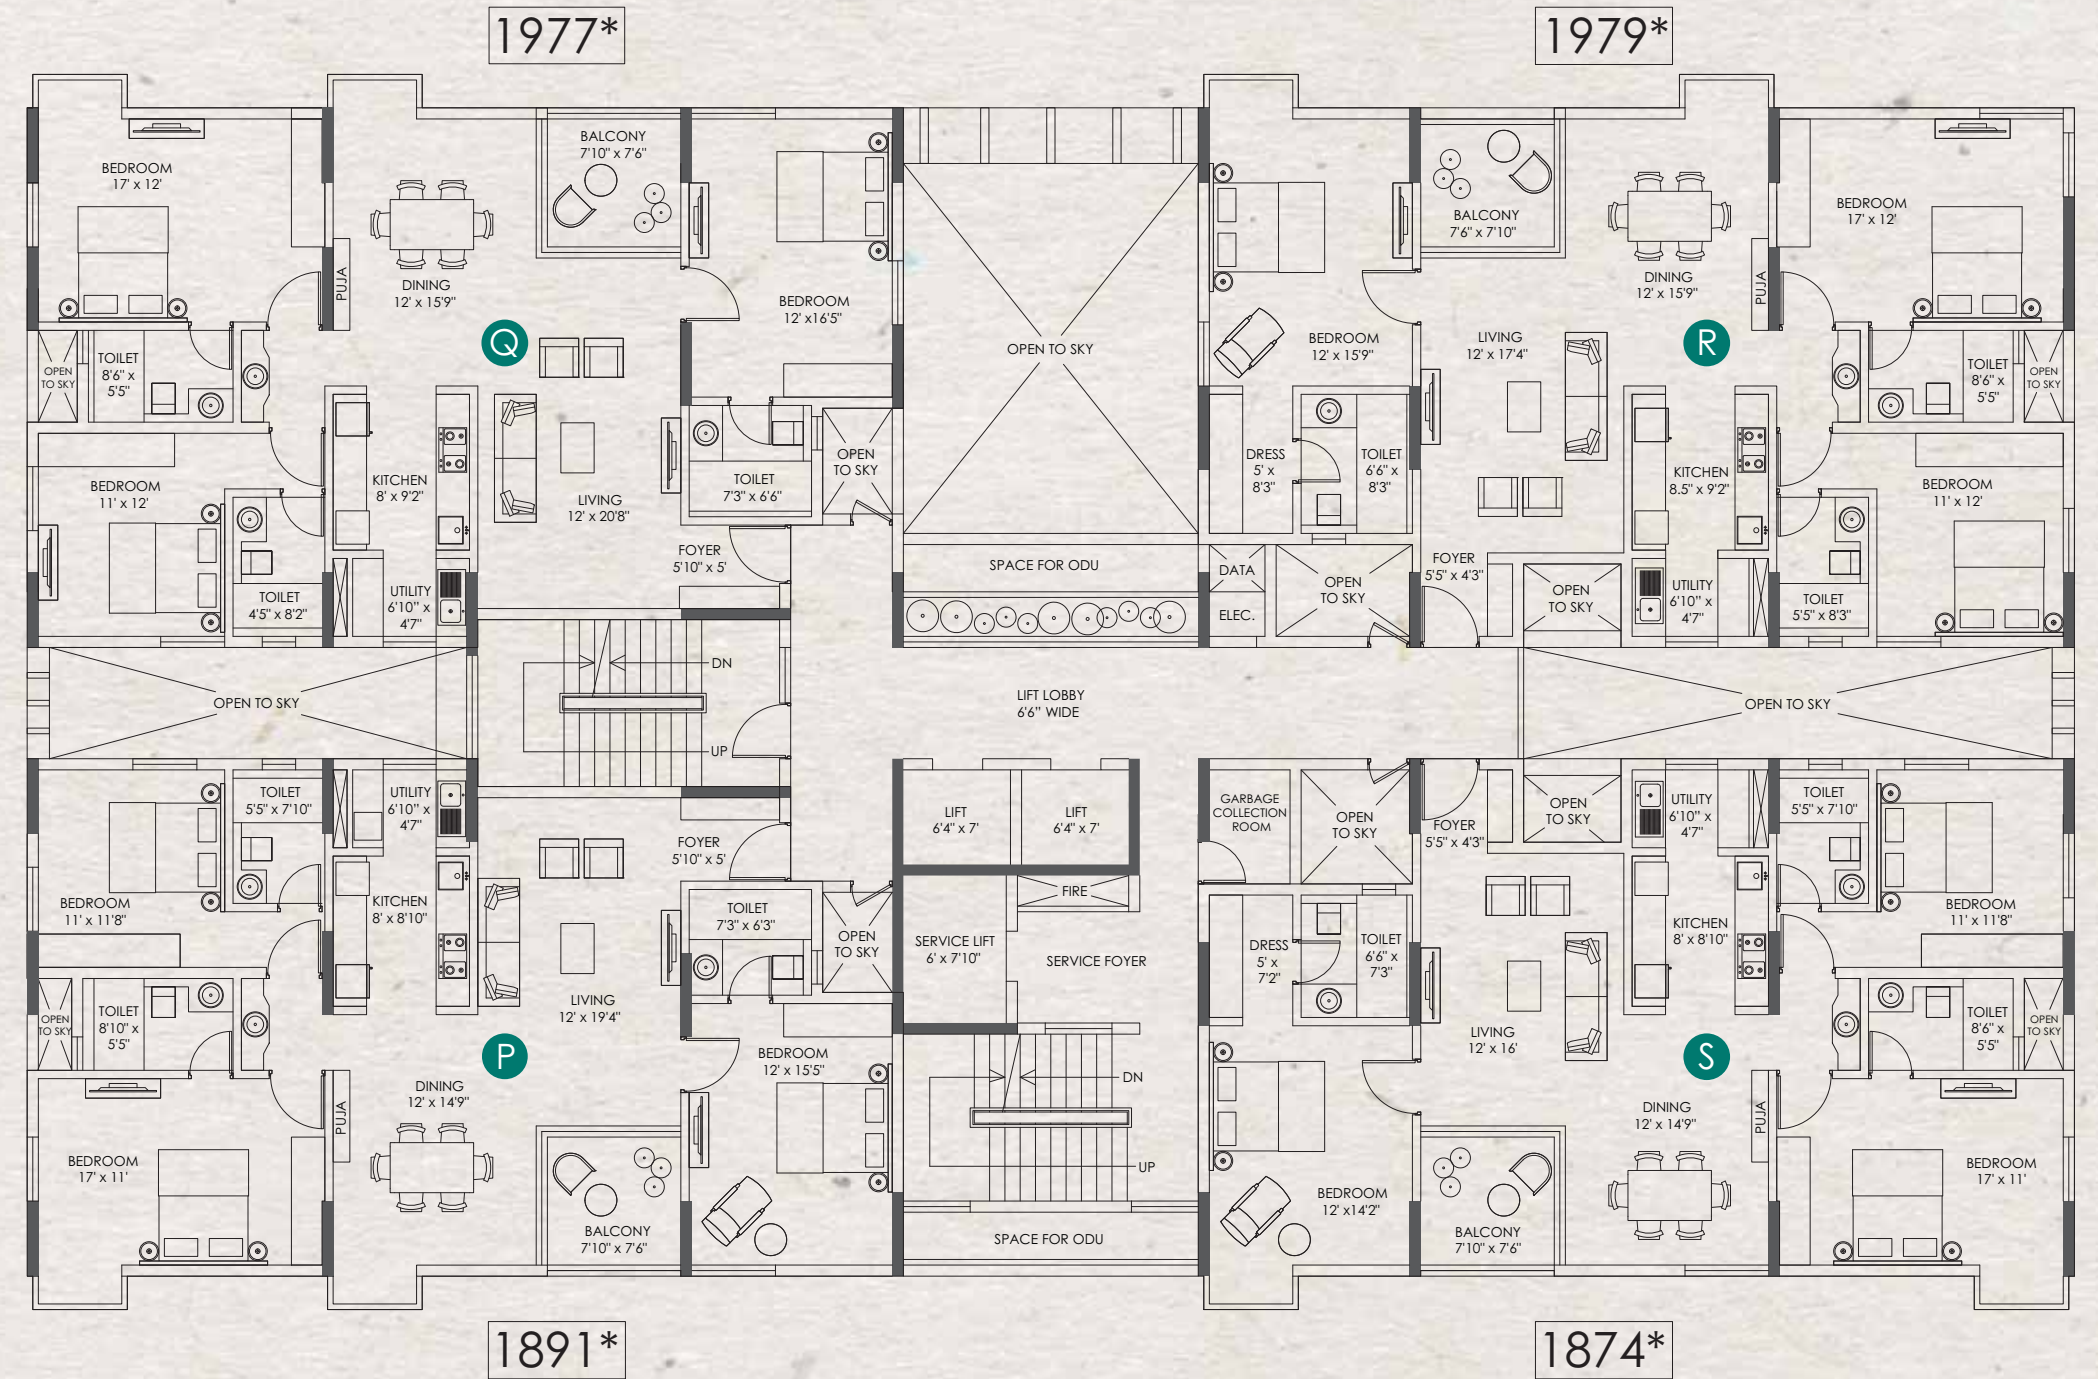 1977*
1979*
BEDROOM
17' x 12'
BALCONY
7'10" x 7'6"
DINING
12' x 15'9"
PUJA
BEDROOM
12' x16'5"
Q
TOILET
8'6" x
5'5"
OPEN
TO SKY
KITCHEN
8' x 9'2"
LIVING
12' x 20'8"
TOILET
7'3" x 6'6"
OPEN
TO SKY
BEDROOM
11' x 12'
TOILET
4'5" x 8'2"
UTILITY
6'10" x
4'7"
FOYER
5'10" x 5'
OPEN TO SKY
SPACE FOR ODU
BEDROOM
12' x 15'9"
BALCONY
7'6" x 7'10"
DINING
12' x 15'9"
PUJA
BEDROOM
17' x 12'
LIVING
12' x 17'4"
R
TOILET
8'6" x
5'5"
OPEN
TO SKY
DRESS
5' x
8'3"
TOILET
6'6" x
8'3"
KITCHEN
8.5" x 9'2"
BEDROOM
11' x 12'
DATA
ELEC.
OPEN
TO SKY
FOYER
5'5" x 4'3"
OPEN
TO SKY
UTILITY
6'10" x
4'7"
TOILET
5'5" x 8'3"
OPEN TO SKY
DN
UP
LIFT LOBBY
6'6” WIDE
OPEN TO SKY
TOILET
5'5" x 7'10"
UTILITY
6'10" x
4'7"
FOYER
5'10" x 5'
BEDROOM
11' x 11'8"
KITCHEN
8' x 8'10"
TOILET
7'3" x 6'3"
OPEN
TO SKY
OPEN
TO SKY
TOILET
8'10" x
5'5"
LIVING
12' x 19'4"
P
BEDROOM
12' x 15'5"
DINING
12' x 14'9"
PUJA
BEDROOM
17' x 11'
BALCONY
7'10" x 7'6"
LIFT
6'4" x 7'
LIFT
6'4" x 7'
FIRE
SERVICE LIFT
6' x 7'10"
SERVICE FOYER
DN
UP
SPACE FOR ODU
GARBAGE
COLLECTION
ROOM
OPEN
TO SKY
FOYER
5'5" x 4'3"
OPEN
TO SKY
UTILITY
6'10" x
4'7"
TOILET
5'5" x 7'10"
DRESS
5' x
7'2"
TOILET
6'6" x
7'3"
KITCHEN
8' x 8'10"
BEDROOM
11' x 11'8"
LIVING
12' x 16'
S
TOILET
8'6" x
5'5"
OPEN
TO SKY
DINING
12' x 14'9"
PUJA
BEDROOM
12' x14'2"
BALCONY
7'10" x 7'6"
BEDROOM
17' x 11'
1891*
1874*